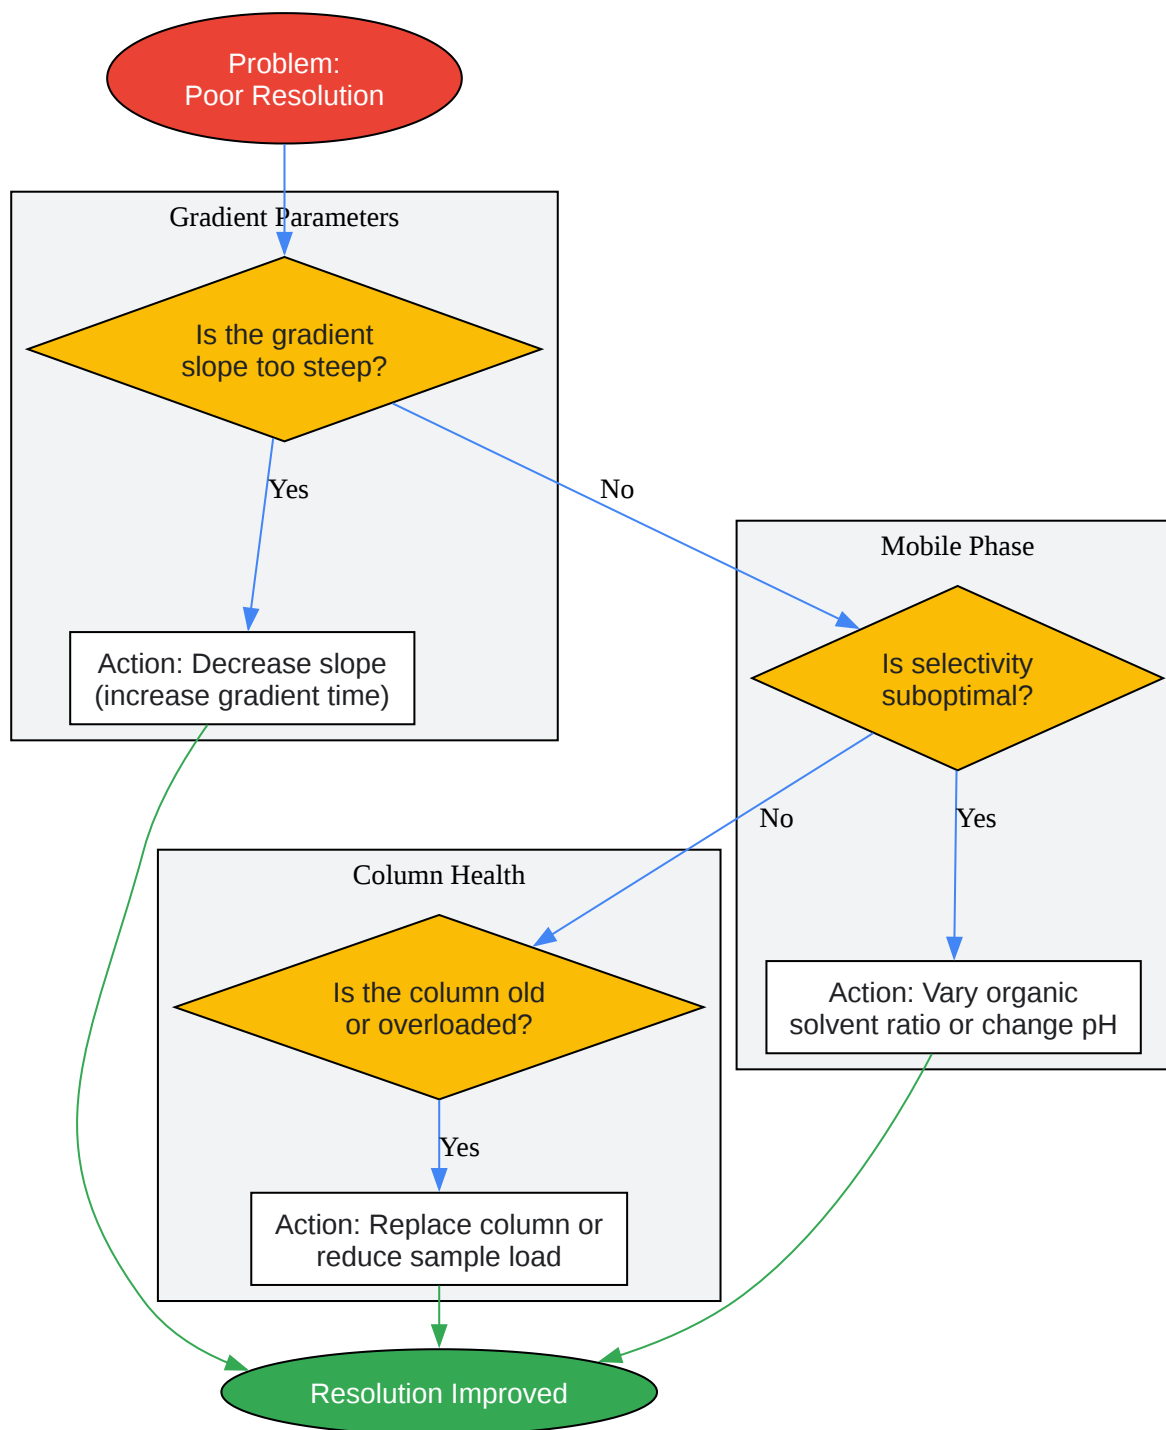 Problem:
Poor Resolution
Gradient Parameters
Is the gradient
slope too steep?
Yes
No
Action: Decrease slope
(increase gradient time)
Mobile Phase
Is selectivity
suboptimal?
No
Yes
Action: Vary organic
solvent ratio or change pH
Column Health
Is the column old
or overloaded?
Yes
Action: Replace column or
reduce sample load
Resolution Improved